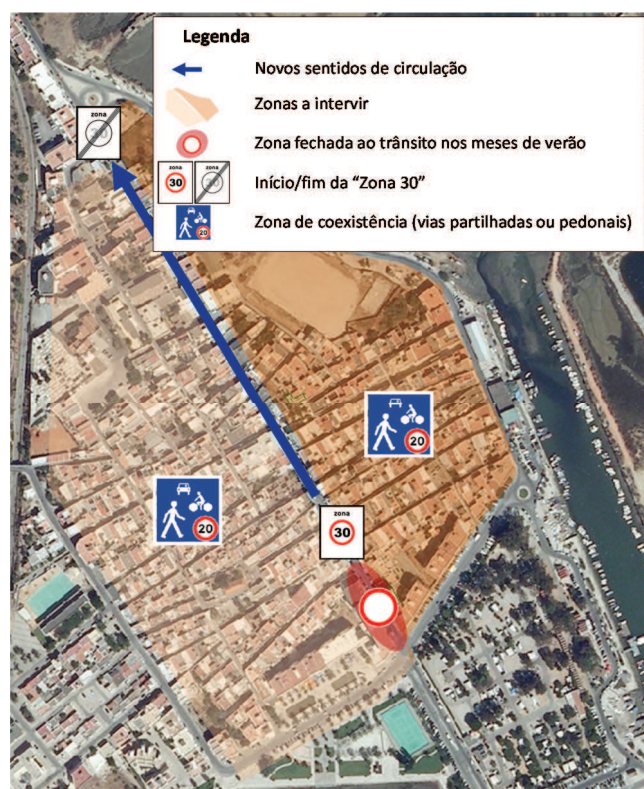 Legenda
Novos sentidos de circulação
Zonas a intervir
Zona fechada ao trânsito nos meses de verão
zona
30
zona
Início/fim da “Zona 30”
20
Zona de coexistência (vias partilhadas ou pedonais)
zona
20
20
zona
30